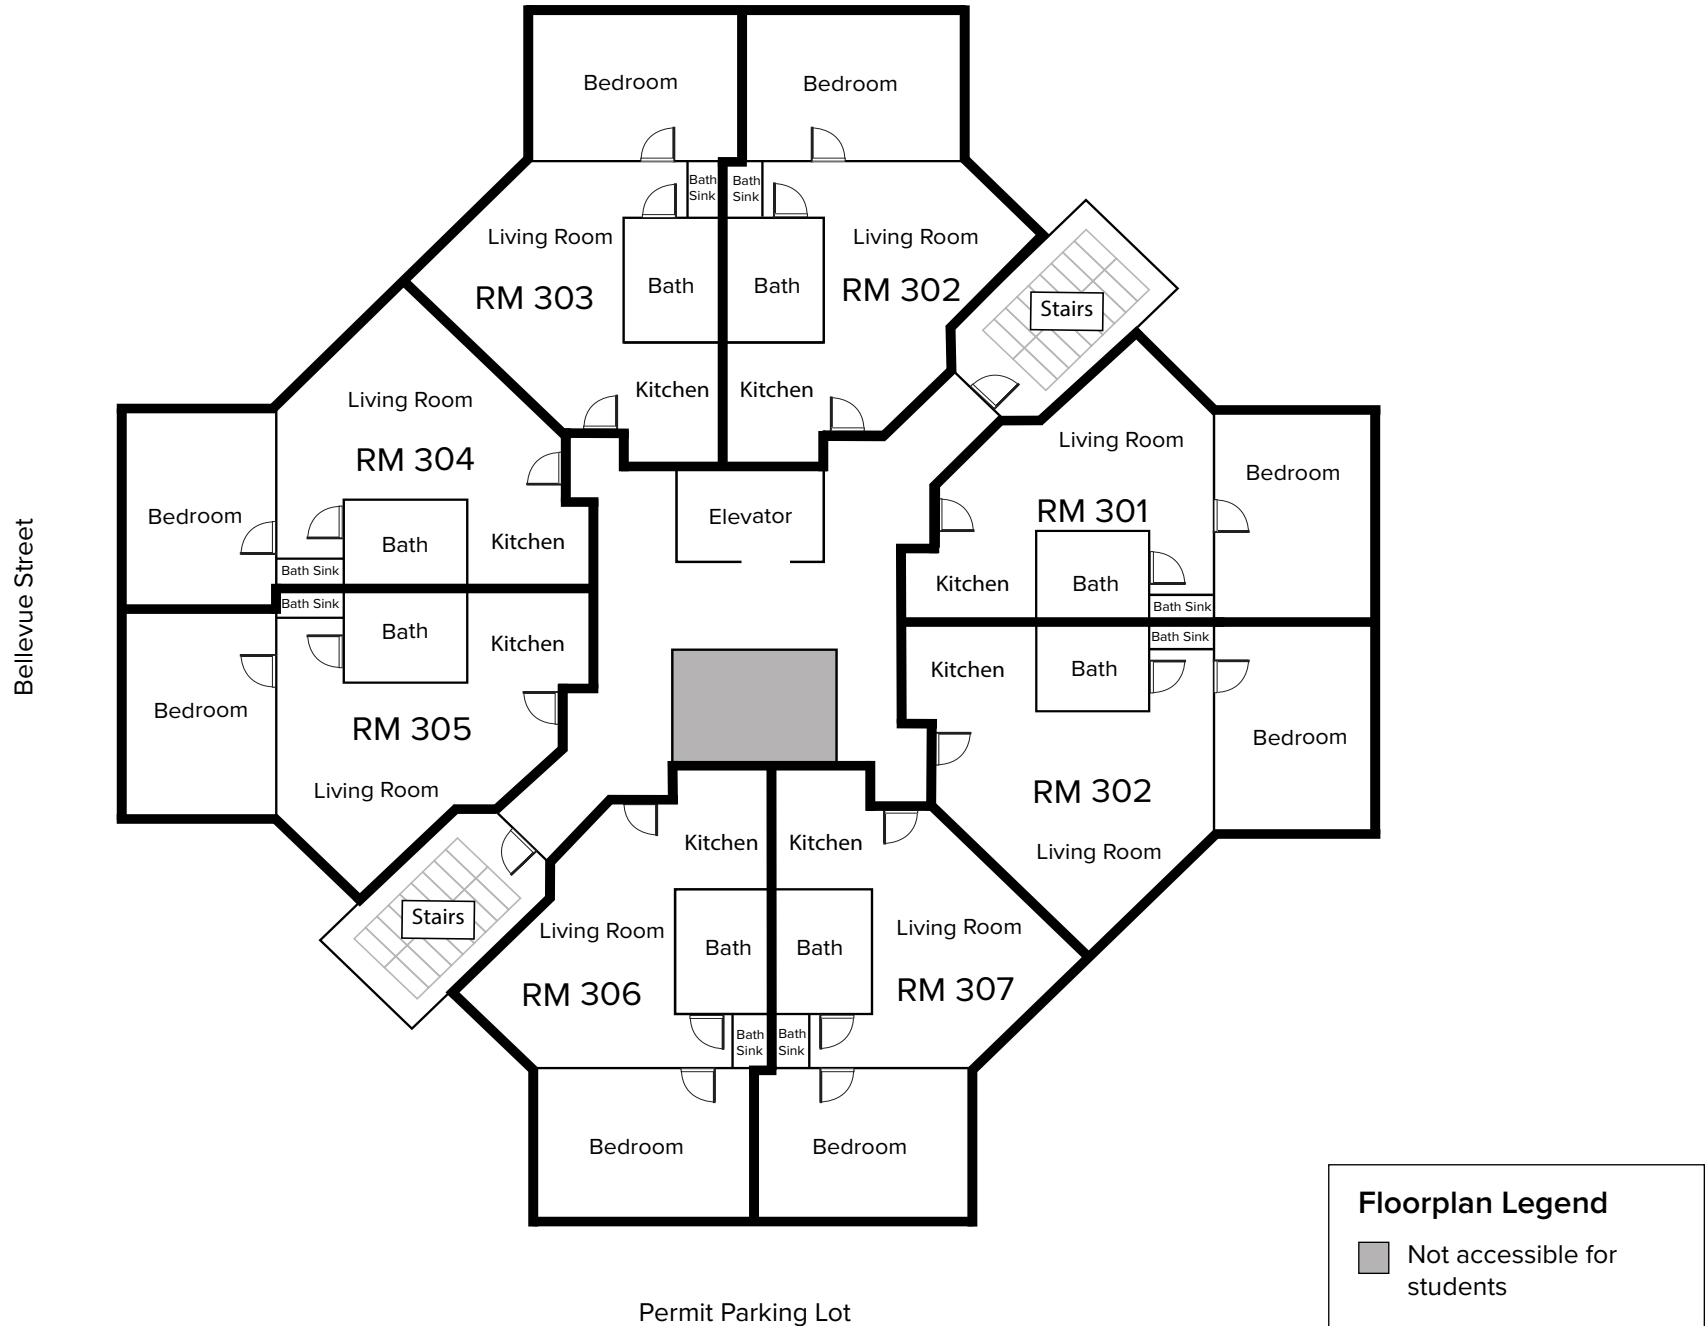 Bedroom
Bedroom
Bath
Sink
Bath
Sink
Living Room
Living Room
Bath
Bath
RM 303
RM 302
Stairs
Kitchen
Kitchen
Living Room
RM 304
Living Room
Bedroom
RM 301
Bedroom
Elevator
Bath
Kitchen
Bath Sink
Kitchen
Bath
Bath Sink
Bath Sink
Bath
Kitchen
Bath Sink
Kitchen
Bath
Bellevue Street
Bedroom
RM 305
Bedroom
Living Room
RM 302
Living Room
Kitchen
Kitchen
Stairs
Living Room
Living Room
Bath
Bath
RM 306
RM 307
Bath
Sink
Bath
Sink
Bedroom
Bedroom
Floorplan Legend
Not accessible for
students
Permit Parking Lot